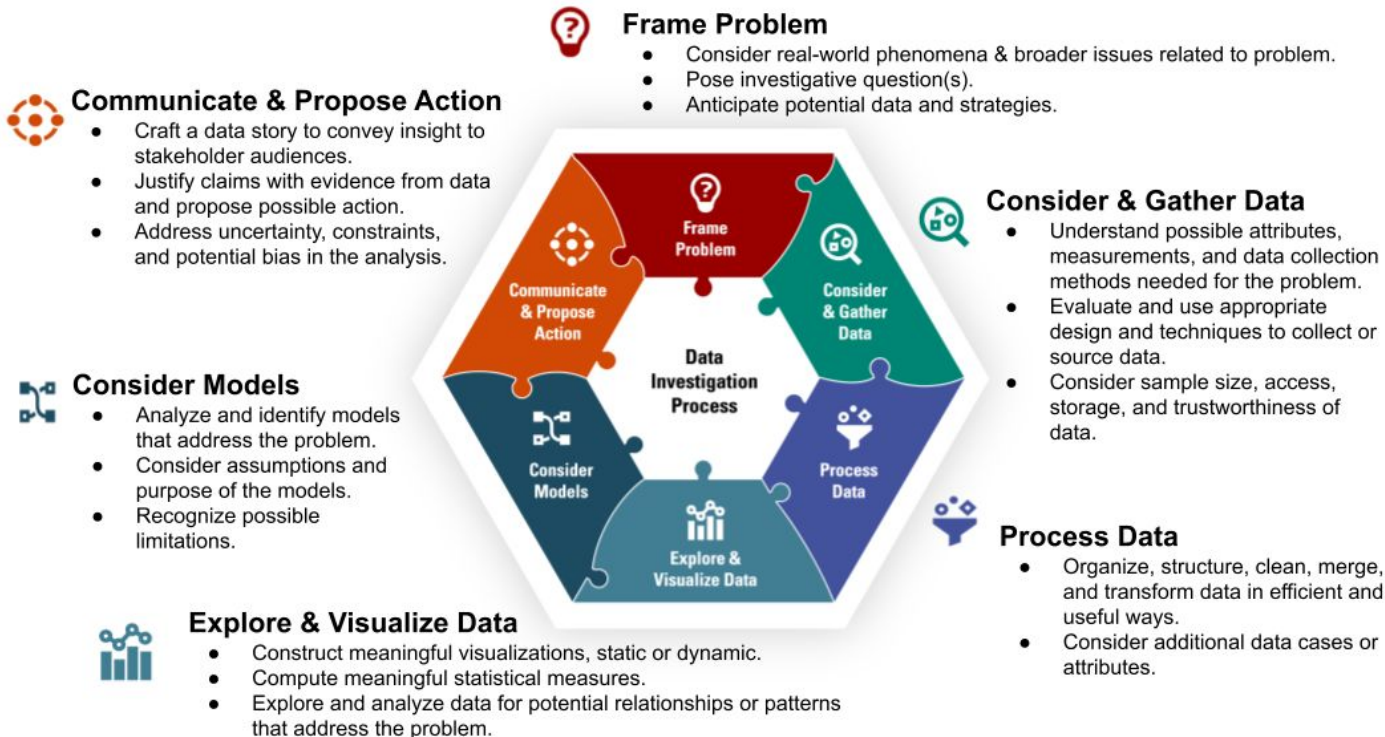 Frame Problem
● Consider real-world phenomena & broader issues related to problem.
● Pose investigative question(s).
● Anticipate potential data and strategies.
Communicate & Propose Action
● Craft a data story to convey insight to
stakeholder audiences.
● Justify claims with evidence from data
and propose possible action.
● Address uncertainty, constraints,
and potential bias in the analysis.
Consider & Gather Data
● Understand possible attributes,
measurements, and data collection
methods needed for the problem.
● Evaluate and use appropriate
design and techniques to collect or
source data.
● Consider sample size, access,
storage, and trustworthiness of
data.
Frame
Problem
Communicate
& Propose
Action
Consider
& Gather
Data
Data
Investigation
Process
Consider
Models
Process
Data
Explore &
Visualize Data
Consider Models
● Analyze and identify models
that address the problem.
● Consider assumptions and
purpose of the models.
● Recognize possible
limitations.
Process Data
● Organize, structure, clean, merge,
and transform data in efficient and
useful ways.
● Consider additional data cases or
attributes.
Explore & Visualize Data
● Construct meaningful visualizations, static or dynamic.
● Compute meaningful statistical measures.
● Explore and analyze data for potential relationships or patterns
that address the problem.